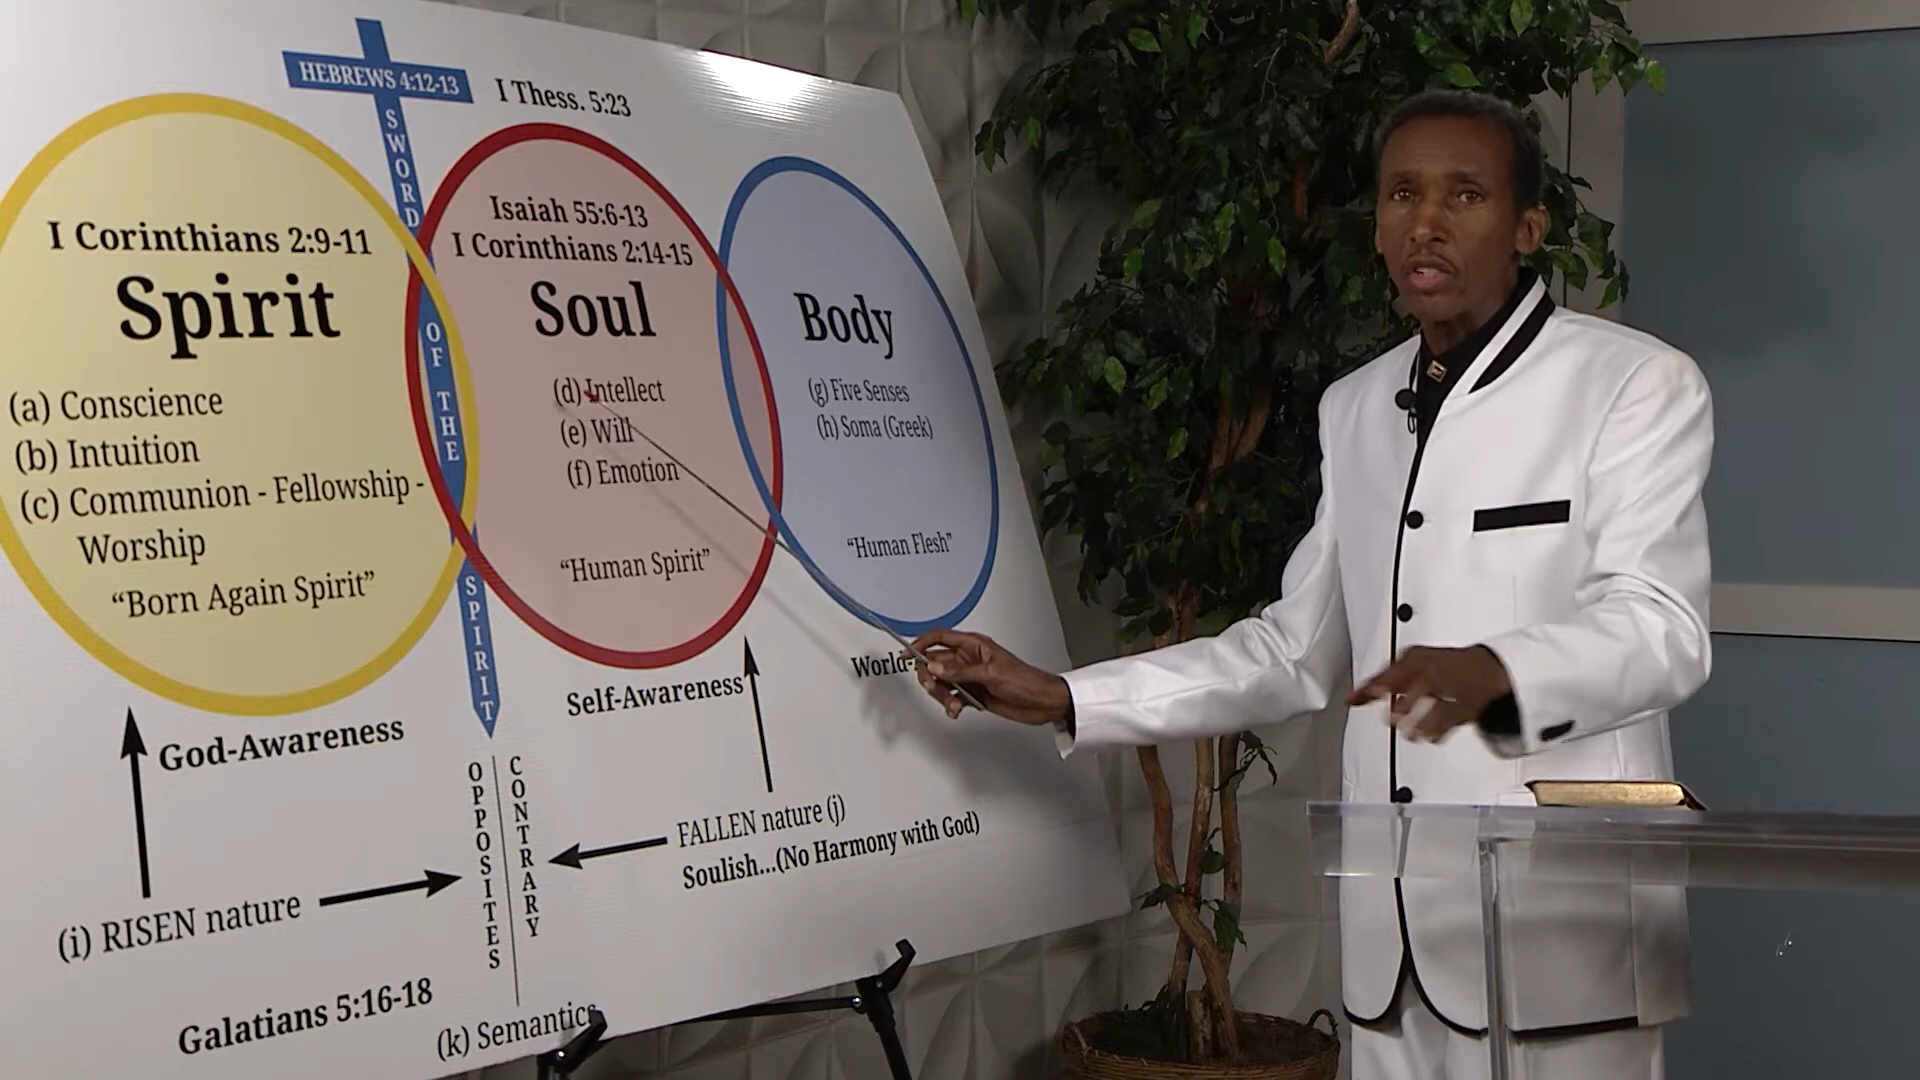 HEBREWS 4:12-13
SWORD OF THE SPIRIT
I Thess. 5:23
I Corinthians 2:9-11
Spirit
(a) Conscience
(b) Intuition
(c) Communion - Fellowship -
Worship
“Born Again Spirit”
Isaiah 55:6-13
I Corinthians 2:14-15
Soul
(d) Intellect
(e) Will
(f) Emotion
“Human Spirit”
Body
(g) Five Senses
(h) Soma (Greek)
“Human Flesh”
God-Awareness
Self-Awareness
World-
(i) RISEN nature
OPPOSITES
CONTRARY
FALLEN nature (j)
Soulish...(No Harmony with God)
Galatians 5:16-18
(k) Semantics